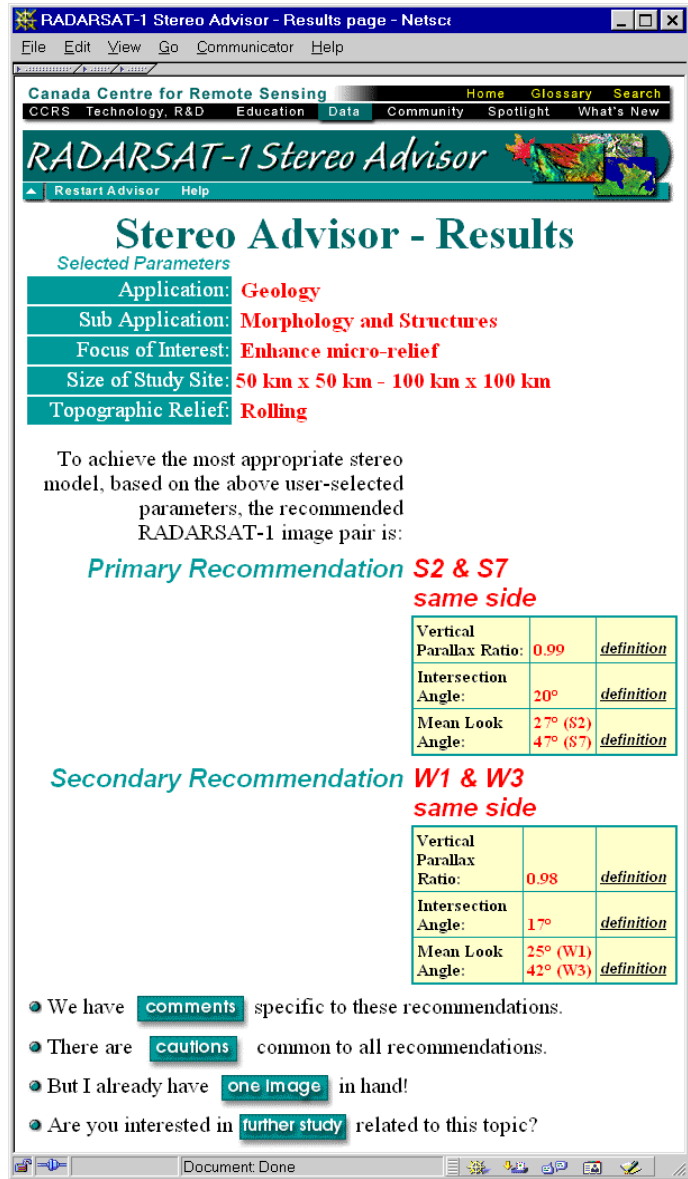 RADARSAT-1 Stereo Advisor - Results page - Netsc
File Edit View Go Communicator Help
Canada Centre for Remote Sensing
Home Glossary Search
CCRS Technology, R&D Education Data Community Spotlight What's New
RADARSAT-1 Stereo Advisor
Restart Advisor Help
Stereo Advisor - Results
Selected Parameters
Application: Geology
Sub Application: Morphology and Structures
Focus of Interest: Enhance micro-relief
Size of Study Site: 50 km x 50 km - 100 km x 100 km
Topographic Relief: Rolling
To achieve the most appropriate stereo
model, based on the above user-selected
parameters, the recommended
RADARSAT-1 image pair is:
Primary Recommendation S2 & S7
same side
Vertical
Parallax Ratio: 0.99 definition
Intersection
Angle: 20° definition
Mean Look 27° (S2)
Angle: 47° (S7) definition
Secondary Recommendation W1 & W3
same side
Vertical
Parallax
Ratio: 0.98 definition
Intersection
Angle: 17° definition
Mean Look 25° (W1)
Angle: 42° (W3) definition
We have comments specific to these recommendations.
There are cautions common to all recommendations.
But I already have one image in hand!
Are you interested in further study related to this topic?
Document: Done